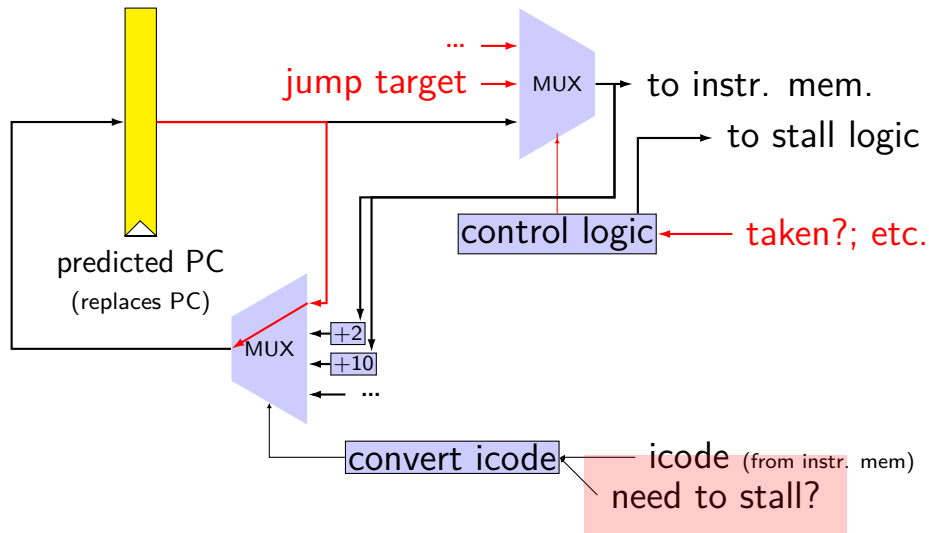 ...
jump target
MUX
to instr. mem.
to stall logic
control logic
taken?; etc.
predicted PC
(replaces PC)
MUX
+2
+10
...
convert icode
icode (from instr. mem)
need to stall?